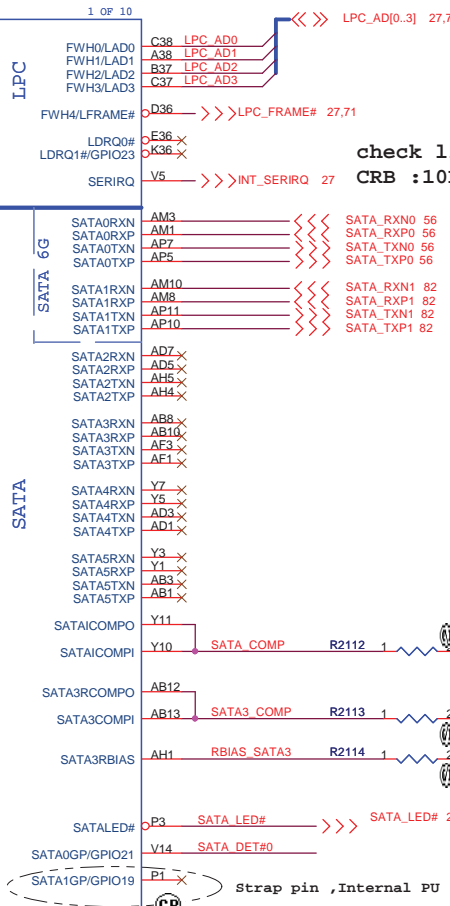 1 OF 10
LPC_AD[0..3] 27,7
LPC
FWH0/LAD0 C38 LPC_AD0
FWH1/LAD1 A38 LPC_AD1
FWH2/LAD2 B37 LPC_AD2
FWH3/LAD3 C37 LPC_AD3
FWH4/LFRAME# D36 LPC_FRAME# 27,71
LDRQ0# E36
LDRQ1#/GPIO23 K36
check
SERIRQ V5 INT_SERIRQ 27
CRB :10
SATA 6G
SATA0RXN AM3 SATA_RXN0 56
SATA0RXP AM1 SATA_RXP0 56
SATA0TXN AP7 SATA_TXN0 56
SATA0TXP AP5 SATA_TXP0 56
SATA1RXN AM10 SATA_RXN1 82
SATA1RXP AM8 SATA_RXP1 82
SATA1TXN AP11 SATA_TXN1 82
SATA1TXP AP10 SATA_TXP1 82
SATA
SATA2RXN AD7
SATA2RXP AD5
SATA2TXN AH5
SATA2TXP AH4
SATA3RXN AB8
SATA3RXP AB10
SATA3TXN AF3
SATA3TXP AF1
SATA4RXN Y7
SATA4RXP Y5
SATA4TXN AD3
SATA4TXP AD1
SATA5RXN Y3
SATA5RXP Y1
SATA5TXN AB3
SATA5TXP AB1
SATAICOMPO Y11
SATAICOMPI Y10 SATA_COMP R2112 1
SATA3RCOMPO AB12
SATA3COMPI AB13 SATA3_COMP R2113 1
SATA3RBIAS AH1 RBIAS_SATA3 R2114 1
SATALED# P3 SATA_LED# SATA_LED# 2
SATA0GP/GPIO21 V14 SATA_DET#0
SATA1GP/GPIO19 P1
Strap pin ,Internal PU